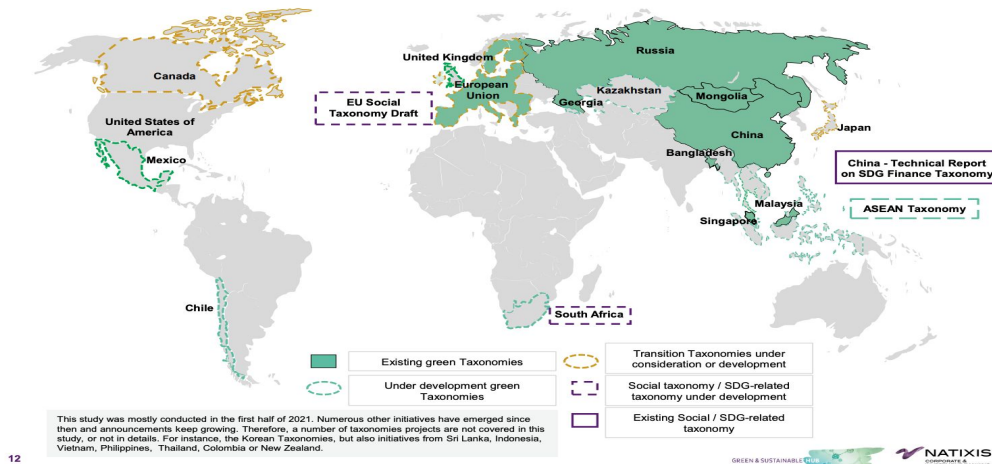 Canada
United States of
America
Mexico
Chile
United Kingdom
European
Union
EU Social
Taxonomy Draft
Russia
Kazakhstan
Georgia
Mongolia
China
Bangladesh
Japan
China - Technical Report
on SDG Finance Taxonomy
Malaysia
ASEAN Taxonomy
Singapore
South Africa
Existing green Taxonomies
Transition Taxonomies under
consideration or development
Under development green
Taxonomies
Social taxonomy / SDG-related
taxonomy under development
Existing Social / SDG-related
taxonomy
This study was mostly conducted in the first half of 2021. Numerous other initiatives have emerged since
then and announcements keep growing. Therefore, a number of taxonomies projects are not covered in this
study, or not in details. For instance, the Korean Taxonomies, but also initiatives from Sri Lanka, Indonesia,
Vietnam, Philippines, Thailand, Colombia or New Zealand.
12
GREEN & SUSTAINABLE HUB
NATIXIS
CORPORATE &